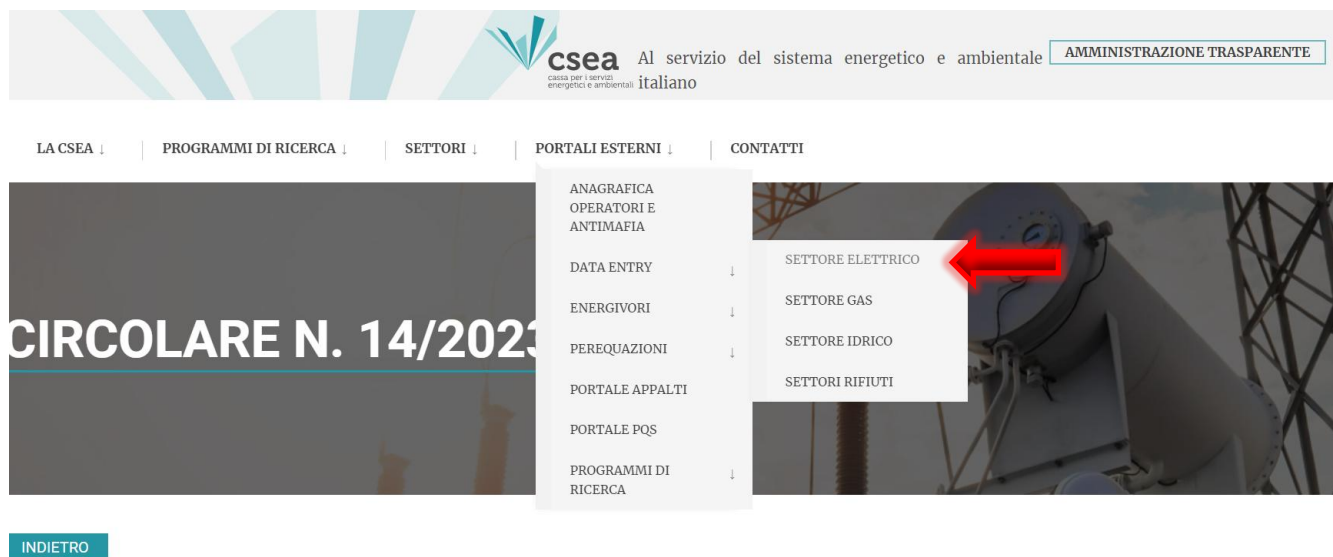 csea
cassa per i servizi
energetici e ambientali
Al servizio del sistema energetico e ambientale
italiano
AMMINISTRAZIONE TRASPARENTE
LA CSEA ↓
PROGRAMMI DI RICERCA ↓
SETTORI ↓
PORTALI ESTERNI ↓
CONTATTI
ANAGRAFICA
OPERATORI E
ANTIMAFIA
DATA ENTRY ↓
ENERGIVORI ↓
PEREQUAZIONI ↓
PORTALE APPALTI
PORTALE PQS
PROGRAMMI DI
RICERCA ↓
SETTORE ELETTRICO
SETTORE GAS
SETTORE IDRICO
SETTORI RIFIUTI
CIRCOLARE N. 14/2023
INDIETRO